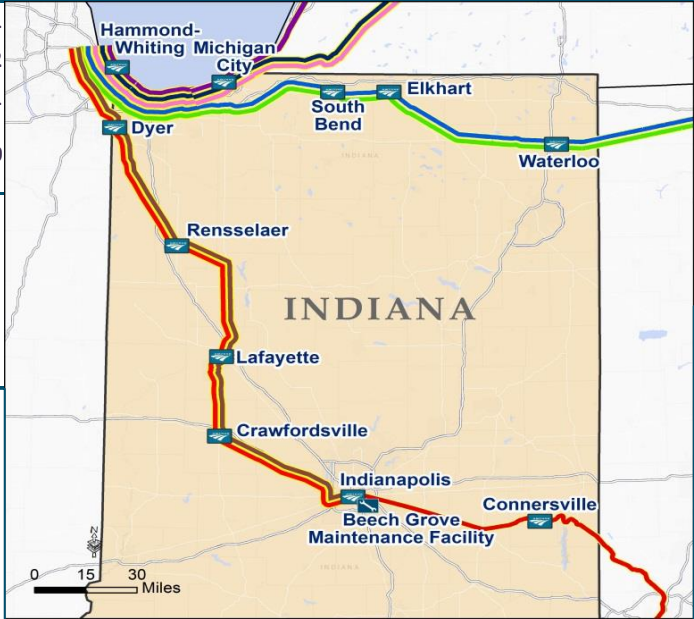 Hammond-
Whiting
Michigan
City
Dyer
South
Bend
Elkhart
Waterloo
INDIANA
Rensselaer
INDIANA
Lafayette
Crawfordsville
Indianapolis
Beech Grove
Maintenance Facility
Connersville
N
0 15 30
Miles
INDIANA